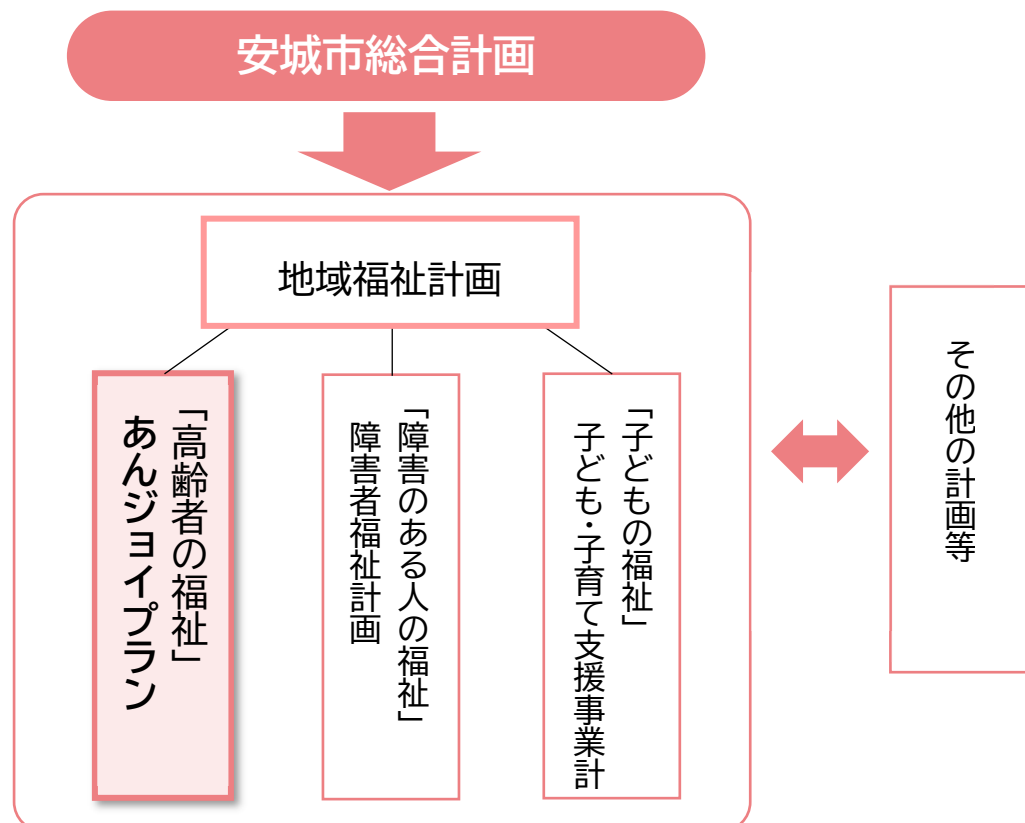 安城市総合計画
地域福祉計画
「高齢者の福祉」
あんジョイプラン
「障害のある人の福祉」
障害者福祉計画
「子どもの福祉」
子ども・子育て支援事業計
その他の計画等